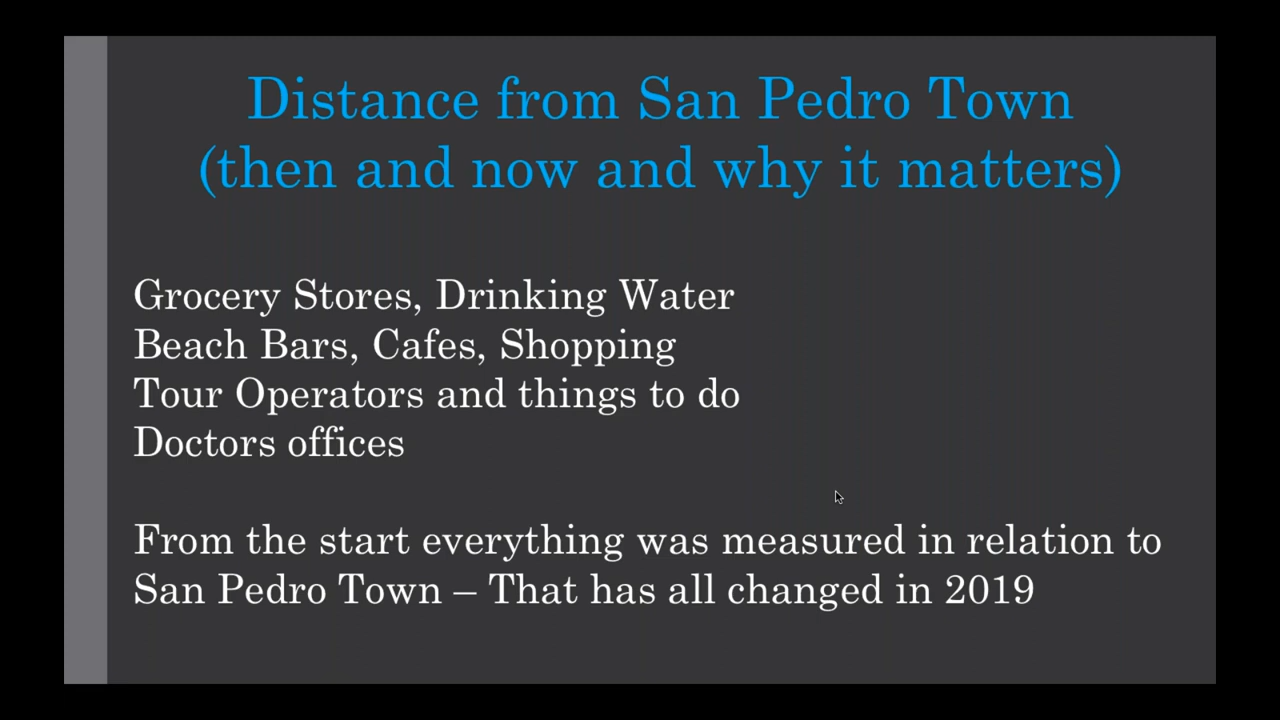 Distance from San Pedro Town
(then and now and why it matters)
Grocery Stores, Drinking Water
Beach Bars, Cafes, Shopping
Tour Operators and things to do
Doctors offices
From the start everything was measured in relation to
San Pedro Town – That has all changed in 2019